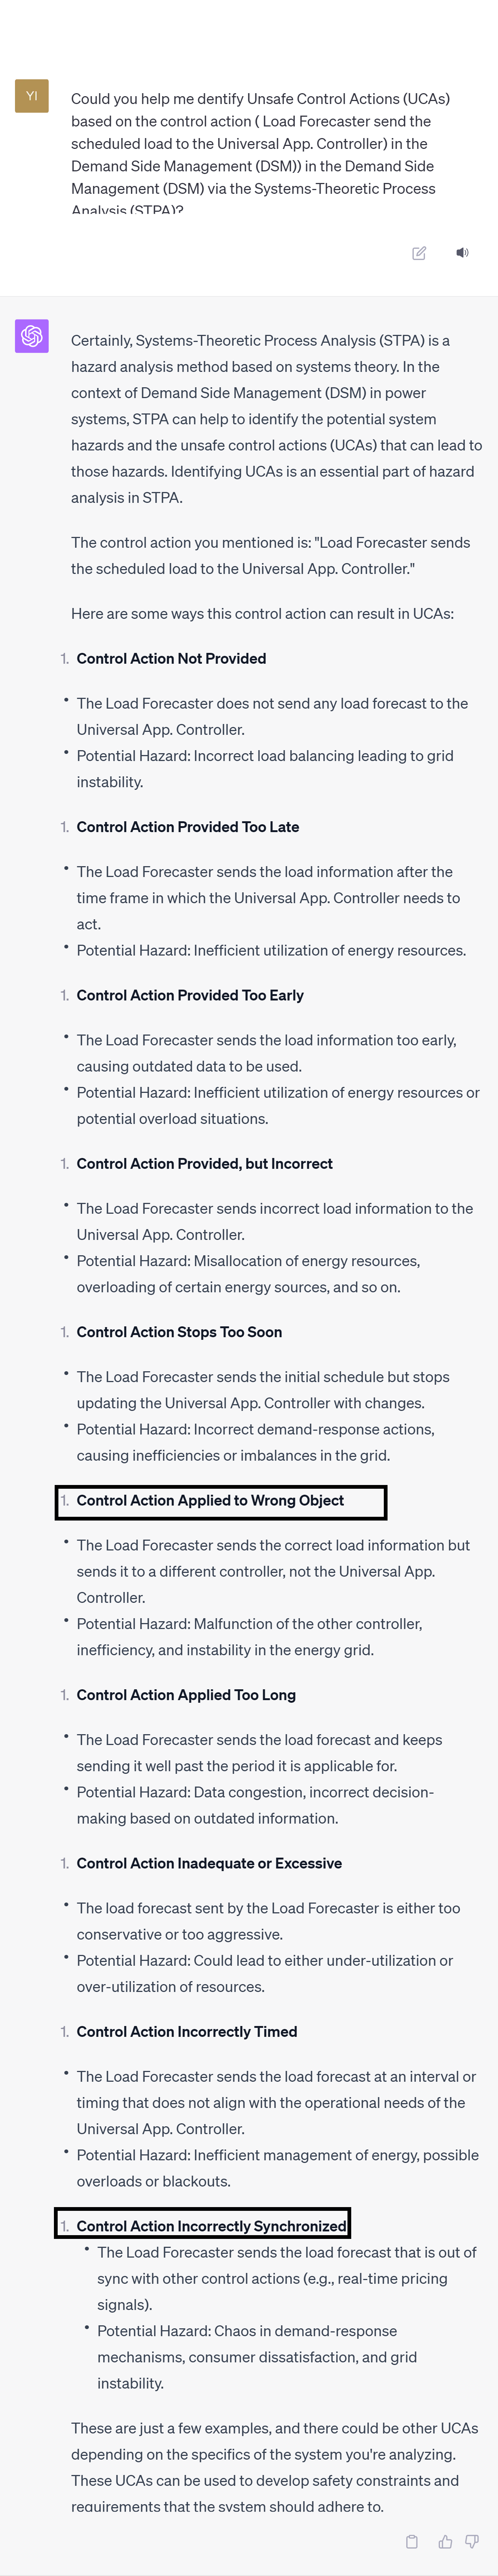 YI
Could you help me dentify Unsafe Control Actions (UCAs)
based on the control action ( Load Forecaster send the
scheduled load to the Universal App. Controller) in the
Demand Side Management (DSM)) in the Demand Side
Management (DSM) via the Systems-Theoretic Process
Analysis (STPA)?
Certainly, Systems-Theoretic Process Analysis (STPA) is a
hazard analysis method based on systems theory. In the
context of Demand Side Management (DSM) in power
systems, STPA can help to identify the potential system
hazards and the unsafe control actions (UCAs) that can lead to
those hazards. Identifying UCAs is an essential part of hazard
analysis in STPA.
The control action you mentioned is: "Load Forecaster sends
the scheduled load to the Universal App. Controller."
Here are some ways this control action can result in UCAs:
1. Control Action Not Provided
• The Load Forecaster does not send any load forecast to the
Universal App. Controller.
• Potential Hazard: Incorrect load balancing leading to grid
instability.
1. Control Action Provided Too Late
• The Load Forecaster sends the load information after the
time frame in which the Universal App. Controller needs to
act.
• Potential Hazard: Inefficient utilization of energy resources.
1. Control Action Provided Too Early
• The Load Forecaster sends the load information too early,
causing outdated data to be used.
• Potential Hazard: Inefficient utilization of energy resources or
potential overload situations.
1. Control Action Provided, but Incorrect
• The Load Forecaster sends incorrect load information to the
Universal App. Controller.
• Potential Hazard: Misallocation of energy resources,
overloading of certain energy sources, and so on.
1. Control Action Stops Too Soon
• The Load Forecaster sends the initial schedule but stops
updating the Universal App. Controller with changes.
• Potential Hazard: Incorrect demand-response actions,
causing inefficiencies or imbalances in the grid.
1. Control Action Applied to Wrong Object
• The Load Forecaster sends the correct load information but
sends it to a different controller, not the Universal App.
Controller.
• Potential Hazard: Malfunction of the other controller,
inefficiency, and instability in the energy grid.
1. Control Action Applied Too Long
• The Load Forecaster sends the load forecast and keeps
sending it well past the period it is applicable for.
• Potential Hazard: Data congestion, incorrect decision-
making based on outdated information.
1. Control Action Inadequate or Excessive
• The load forecast sent by the Load Forecaster is either too
conservative or too aggressive.
• Potential Hazard: Could lead to either under-utilization or
over-utilization of resources.
1. Control Action Incorrectly Timed
• The Load Forecaster sends the load forecast at an interval or
timing that does not align with the operational needs of the
Universal App. Controller.
• Potential Hazard: Inefficient management of energy, possible
overloads or blackouts.
1. Control Action Incorrectly Synchronized
• The Load Forecaster sends the load forecast that is out of
sync with other control actions (e.g., real-time pricing
signals).
• Potential Hazard: Chaos in demand-response
mechanisms, consumer dissatisfaction, and grid
instability.
These are just a few examples, and there could be other UCAs
depending on the specifics of the system you're analyzing.
These UCAs can be used to develop safety constraints and
requirements that the system should adhere to.